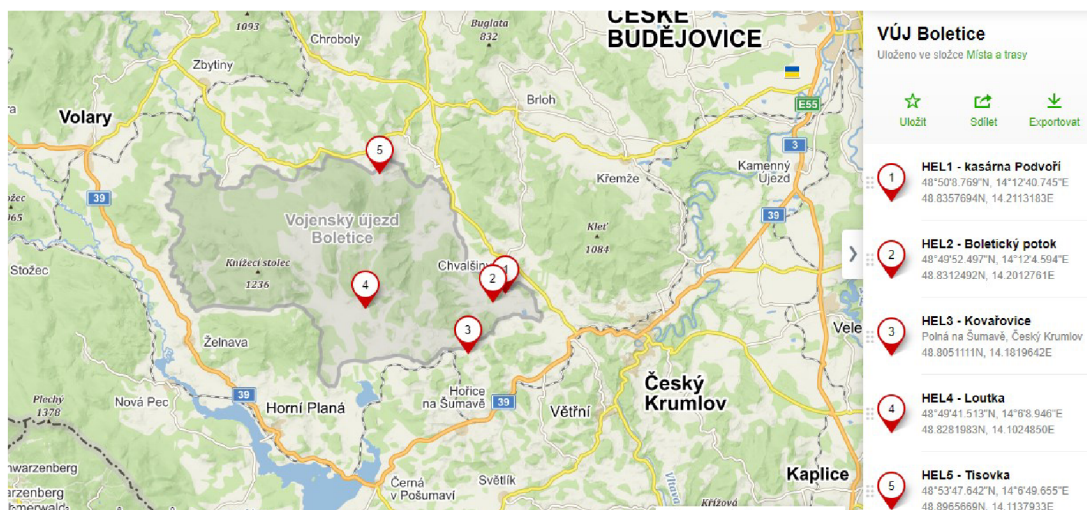 ČESKÉ
BUDĚJOVICE
1093
Chroboly
Buglata
832
Zbytiny
Brloh
E55
Volary
5
3
Kamenný
Újezd
Křemže
39
39
Vojenský újezd
Boletice
Kleť
1084
Stožec
Knížecí stolec
1236
Chvalšiny
1
2
4
3
Želnava
Plechý
1378
Nová Pec
39
Horní Planá
Hořice
na Šumavě
39
Větřní
Český
Krumlov
Kaplice
Světlík
Černá
v Pošumaví
Vltava
Křížová
VÚJ Boletice
Uloženo ve složce Místa a trasy
Uložit
Sdílet
Exportovat
1
HEL1 - kasárna Podvoří
48°50'8.769"N, 14°12'40.745"E
48.8357694N, 14.2113183E
2
HEL2 - Boletický potok
48°49'52.497"N, 14°12'4.594"E
48.8312492N, 14.2012761E
3
HEL3 - Kovařovice
Polná na Šumavě, Český Krumlov
48.8051111N, 14.1819642E
4
HEL4 - Loutka
48°49'41.513"N, 14°6'8.946"E
48.8281983N, 14.1024850E
5
HEL5 - Tisovka
48°53'47.642"N, 14°6'49.655"E
48.8965669N, 14.1137933E